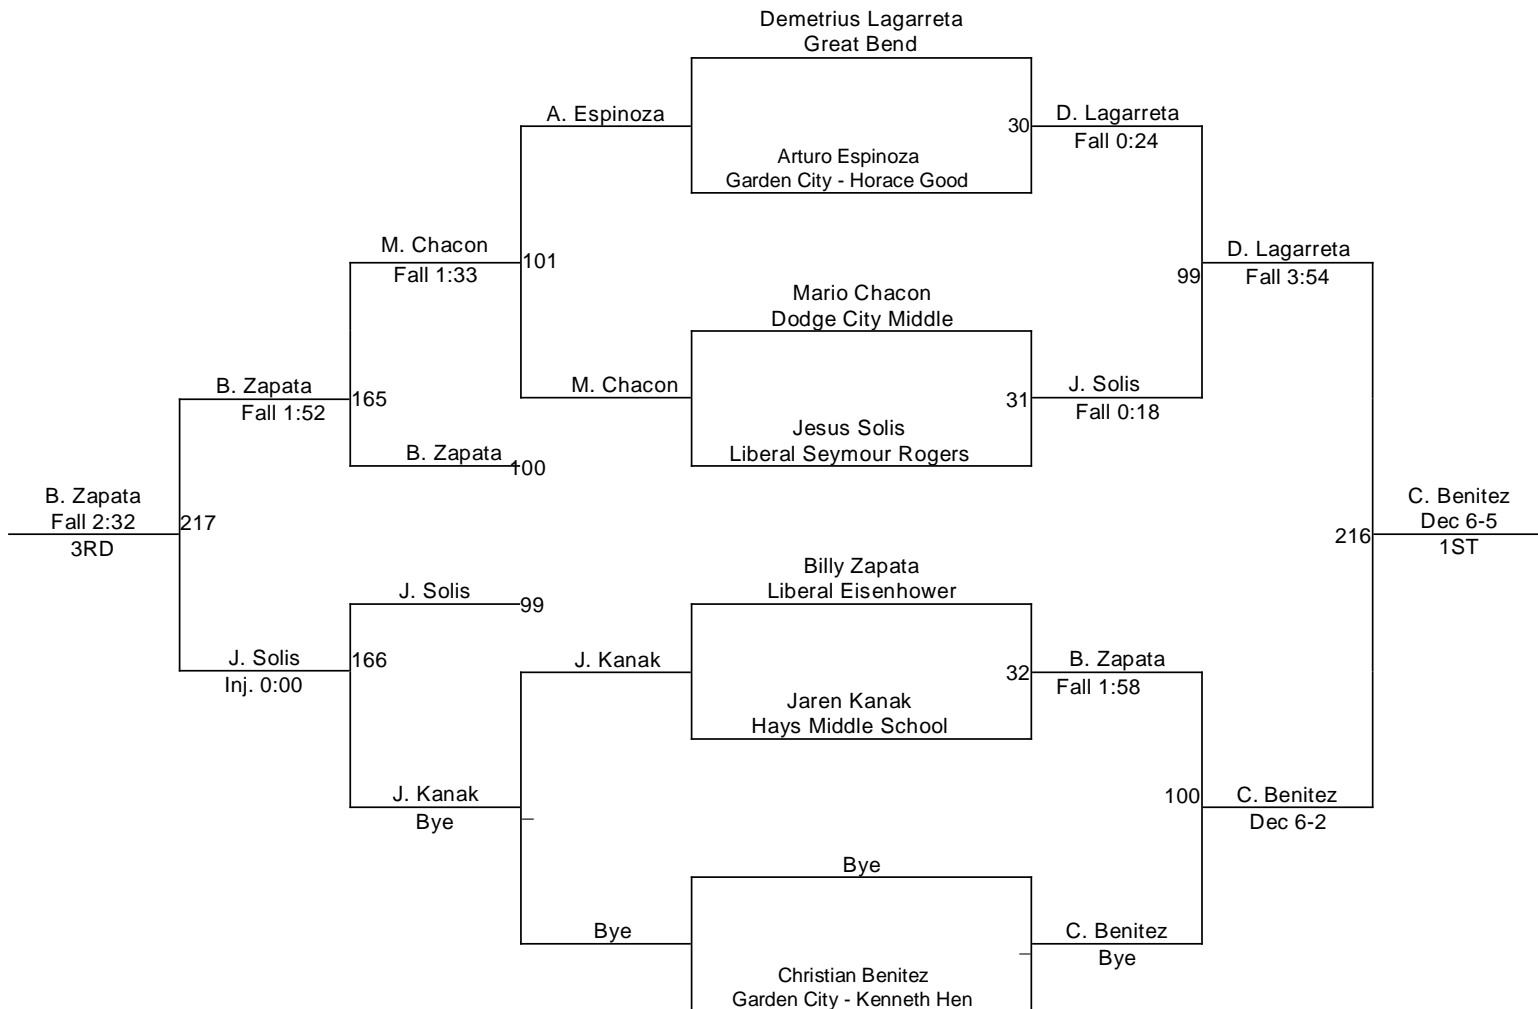 Demetrius Lagarreta
Great Bend
A. Espinoza
30
D. Lagarreta
Fall 0:24
Arturo Espinoza
Garden City - Horace Good
M. Chacon
Fall 1:33
101
D. Lagarreta
Fall 3:54
99
Mario Chacon
Dodge City Middle
B. Zapata
Fall 1:52
165
M. Chacon
31
J. Solis
Fall 0:18
Jesus Solis
Liberal Seymour Rogers
B. Zapata
100
B. Zapata
Fall 2:32
3RD
217
C. Benitez
Dec 6-5
1ST
216
Billy Zapata
Liberal Eisenhower
J. Solis
99
J. Solis
Inj. 0:00
166
J. Kanak
32
B. Zapata
Fall 1:58
Jaren Kanak
Hays Middle School
J. Kanak
Bye
100
C. Benitez
Dec 6-2
Bye
Bye
C. Benitez
Bye
Christian Benitez
Garden City - Kenneth Hen